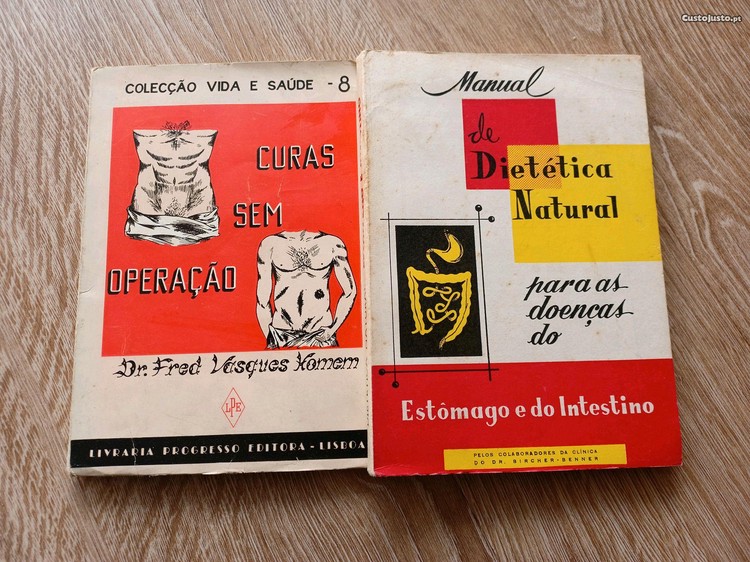 CustoJusto.pt
COLECÇÃO VIDA E SAÚDE - 8
CURAS
SEM
OPERAÇÃO
Dr. Fred Vásques Homem
LPE
LIVRARIA PROGRESSO EDITORA - LISBOA
Manual
de
Dietética
Natural
para as
doenças
do
Estômago e do Intestino
PELOS COLABORADORES DA CLÍNICA
DO DR. BIRCHER-BENNER